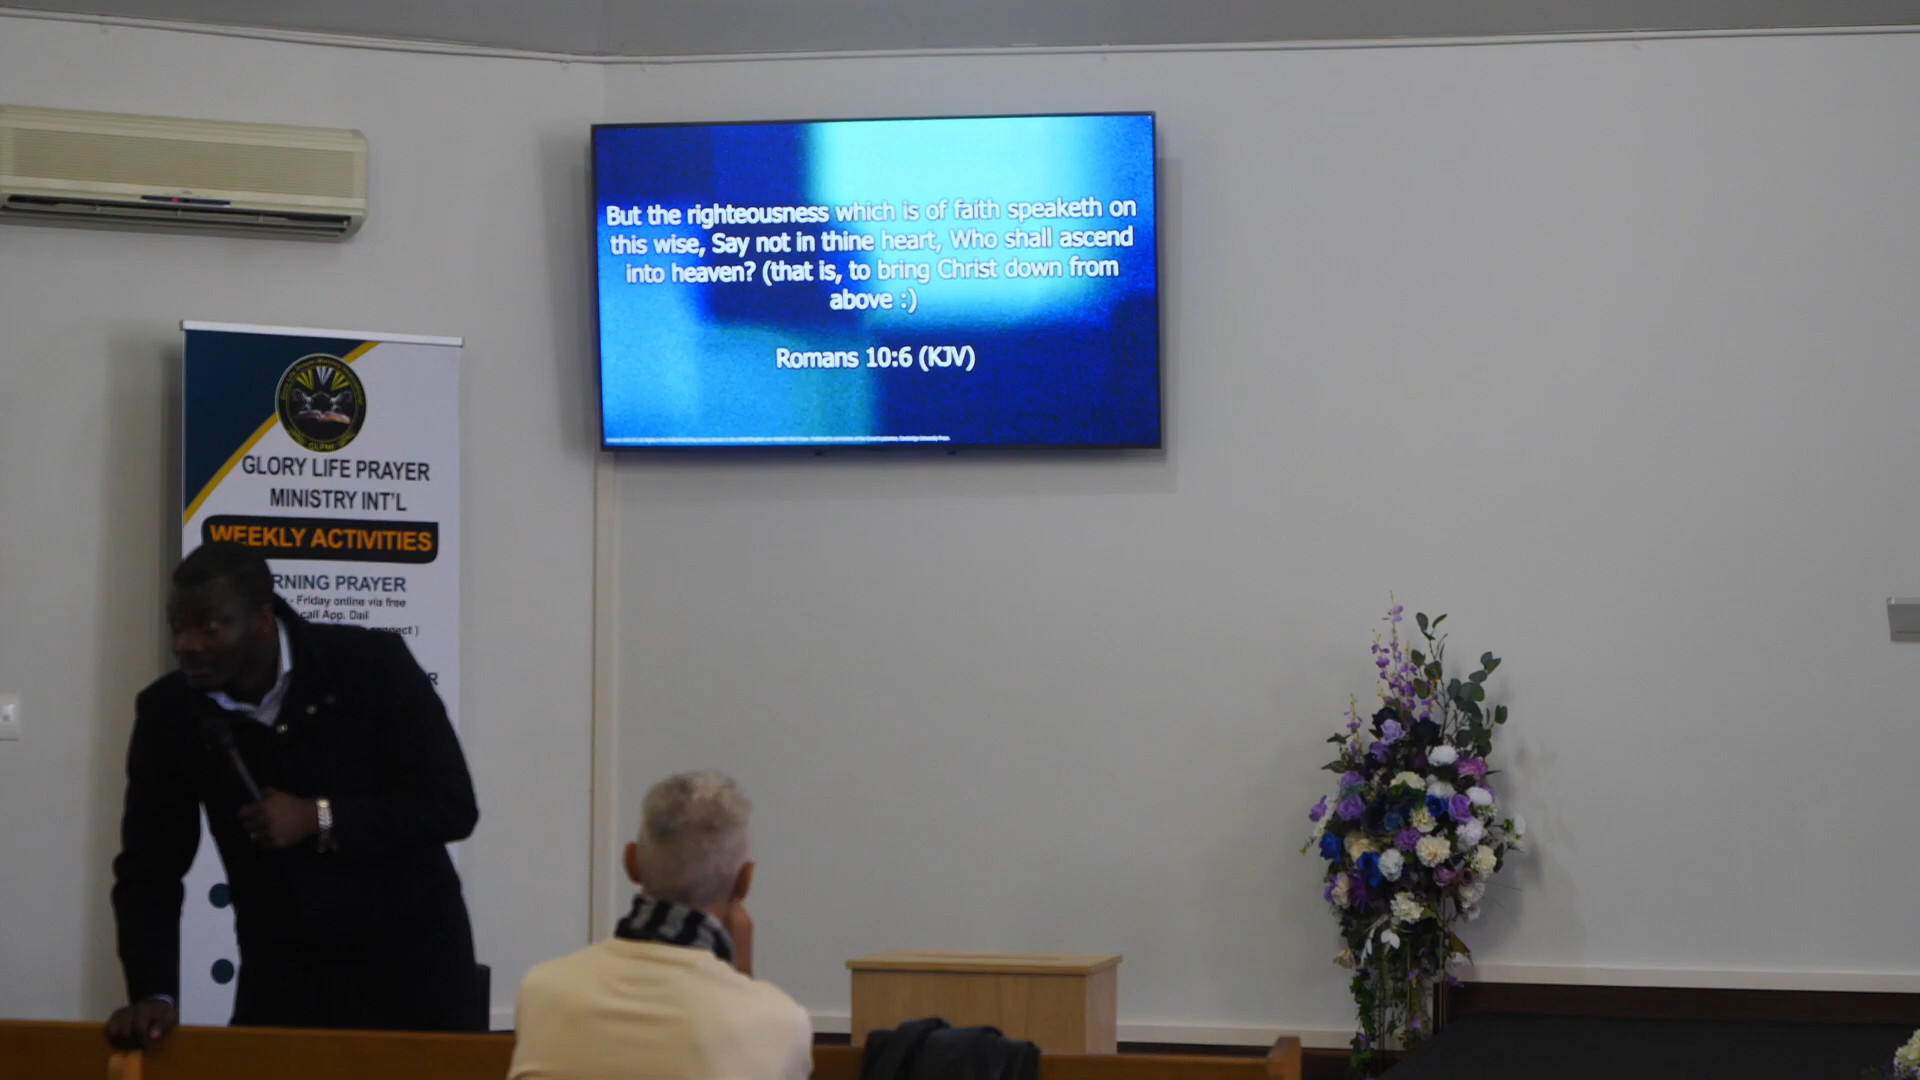 But the righteousness which is of faith speaketh on
this wise, Say not in thine heart, Who shall ascend
into heaven? (that is, to bring Christ down from
above :)
Romans 10:6 (KJV)
GLORY LIFE PRAYER
MINISTRY INT'L
WEEKLY ACTIVITIES
PRAYER
- Friday online via free
call App. Dail